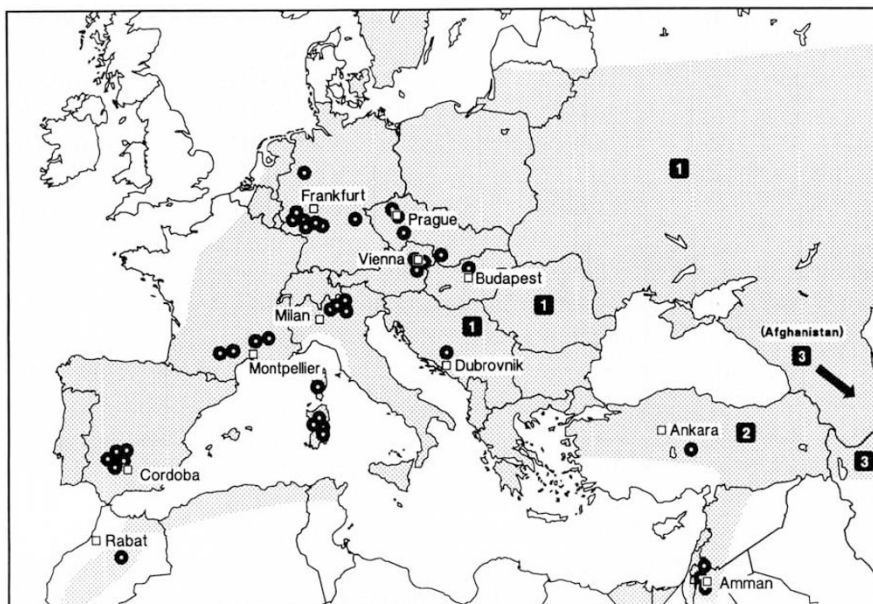 1
Frankfurt
Prague
Vienna
Budapest
1
1
Milan
(Afghanistan)
3
Montpellier
Dubrovnik
Ankara
2
3
Cordoba
Rabat
Amman